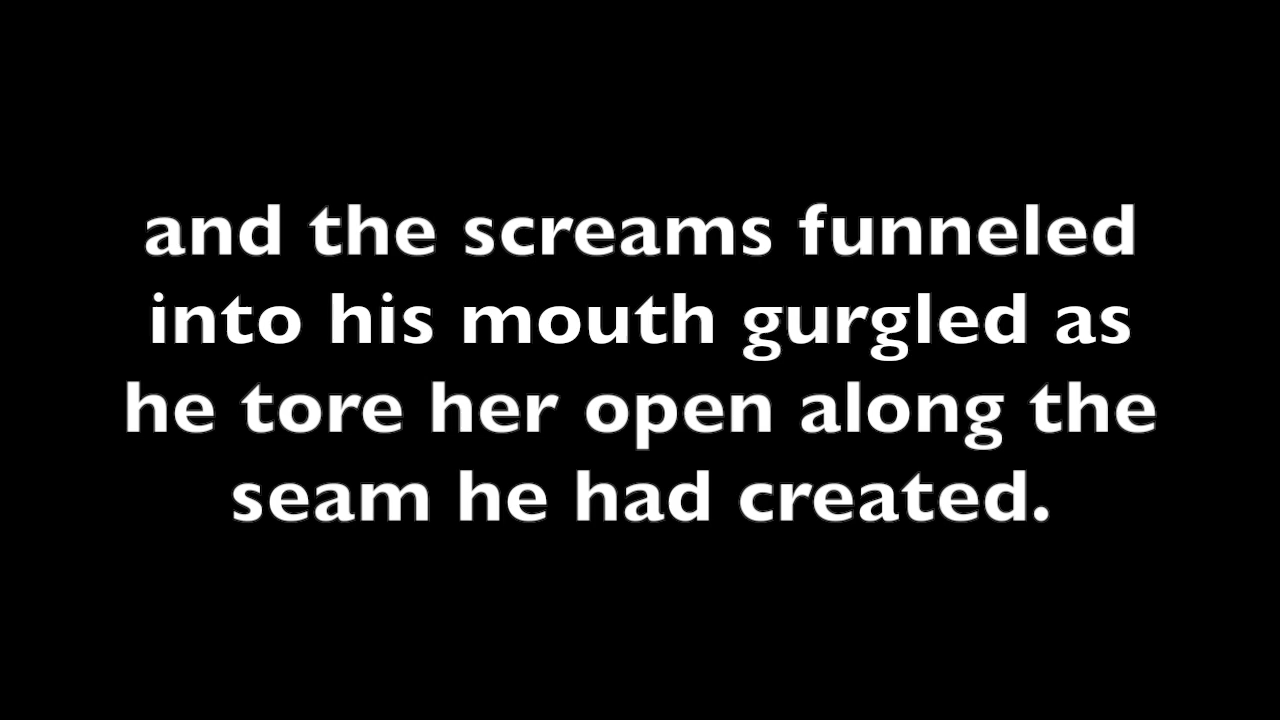 and the screams funneled
into his mouth gurgled as
he tore her open along the
seam he had created.